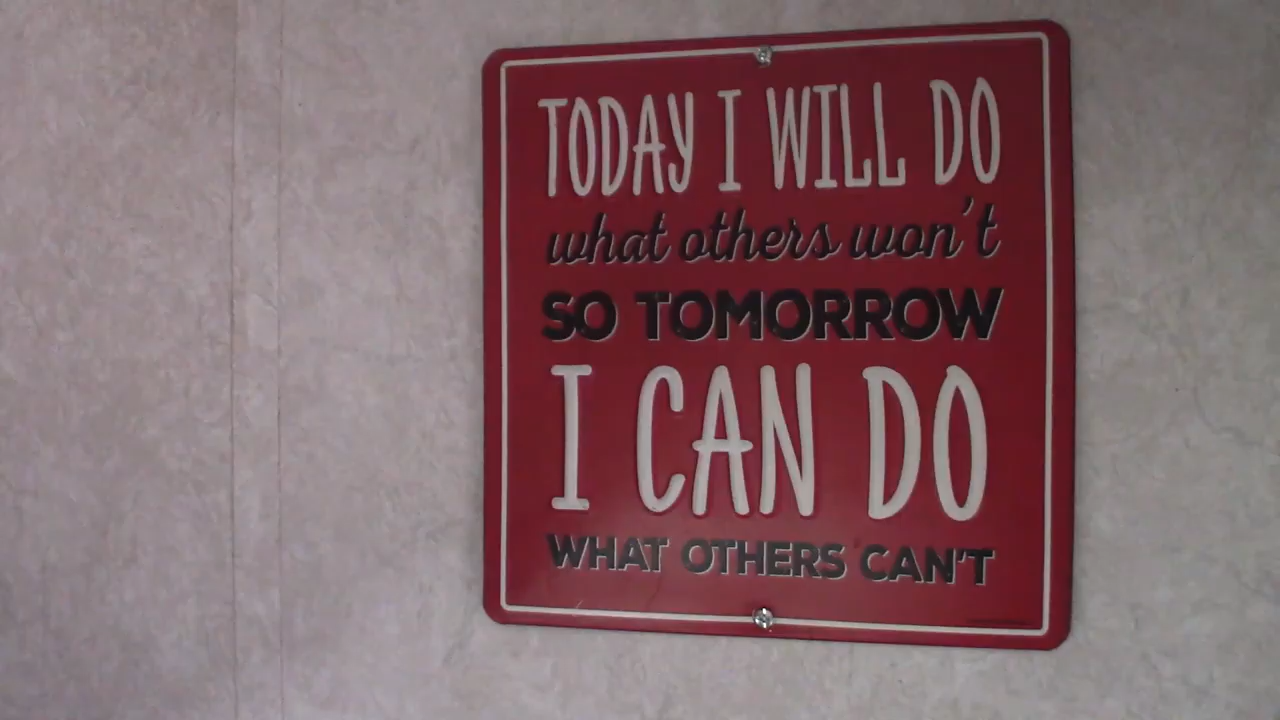 TODAY I WILL DO
what others won't
SO TOMORROW
I CAN DO
WHAT OTHERS CAN'T